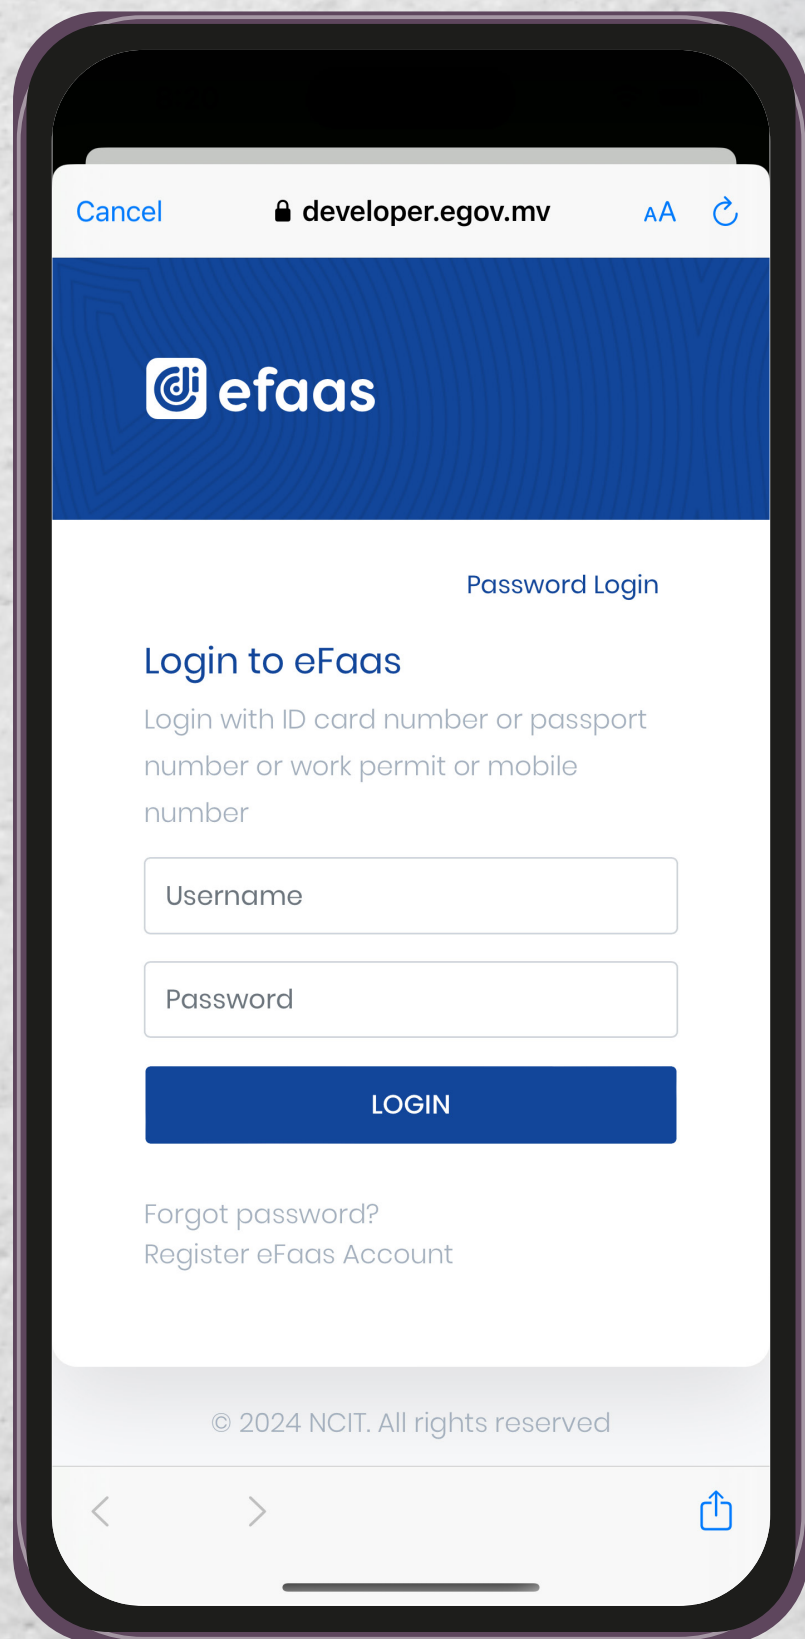 Cancel developer.egov.mv AA
efaas
Password Login
Login to eFaas
Login with ID card number or passport
number or work permit or mobile
number
Username
Password
LOGIN
Forgot password?
Register eFaas Account
© 2024 NCIT. All rights reserved